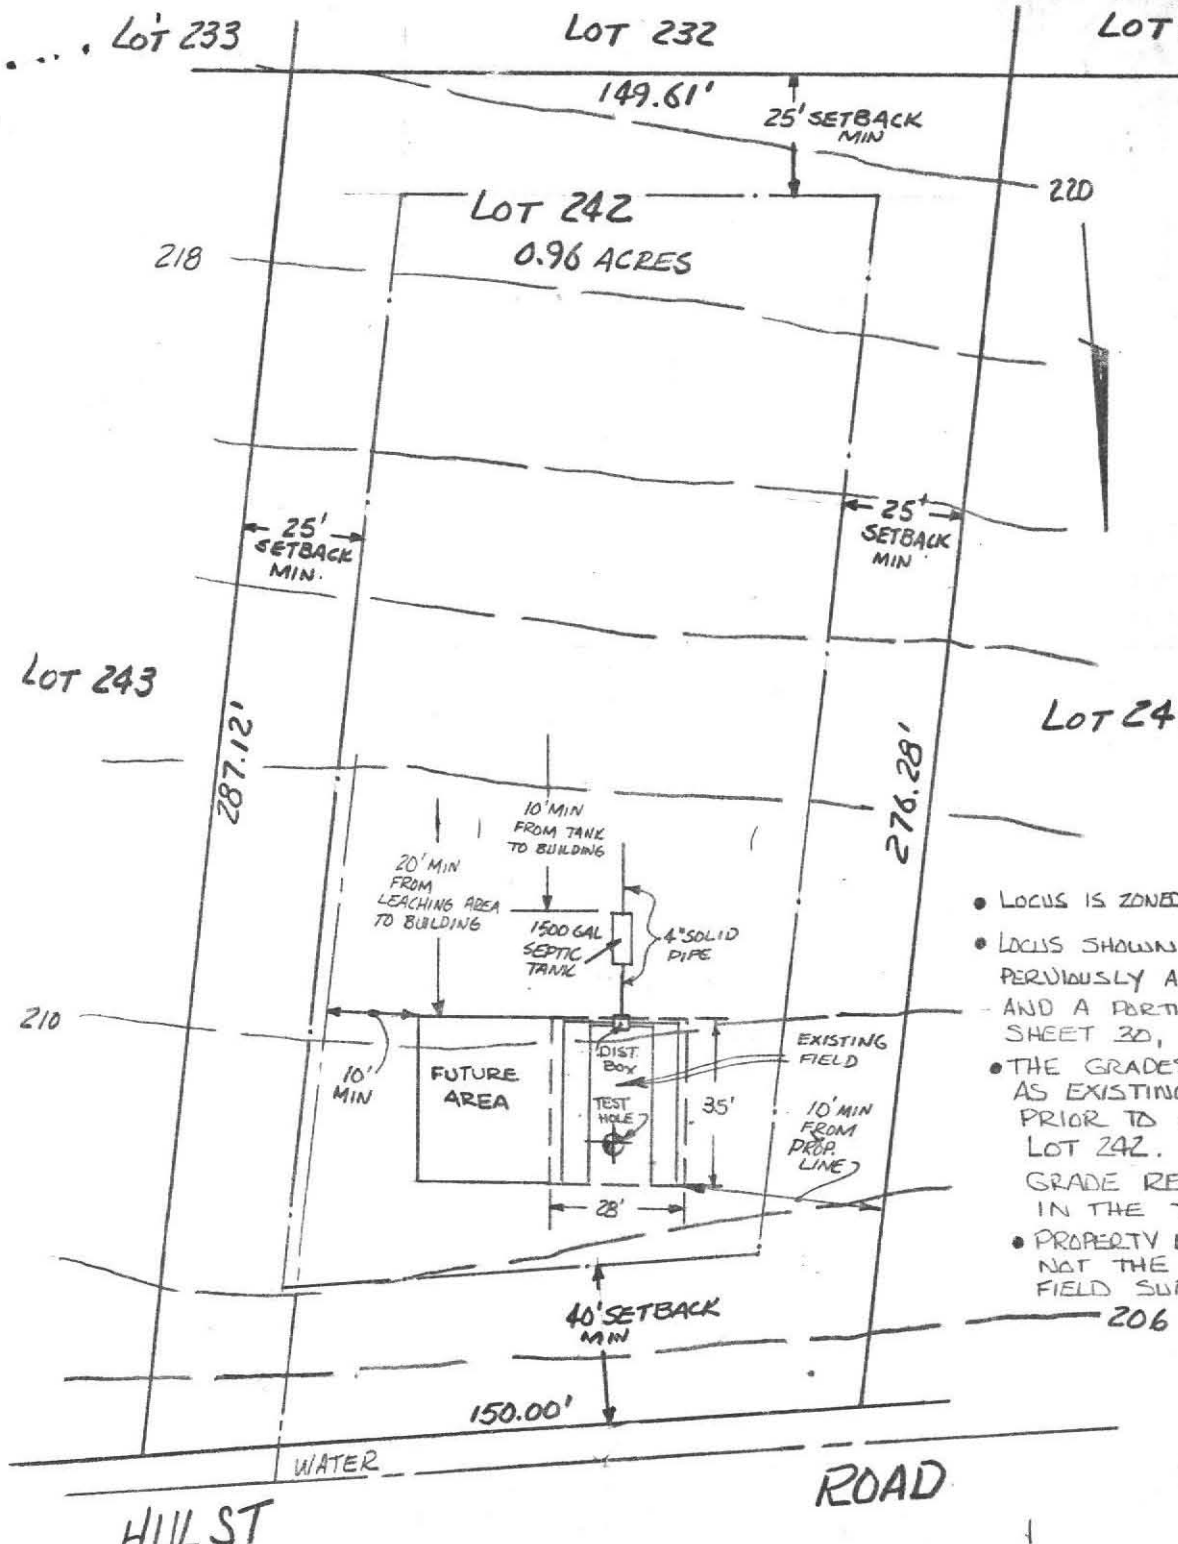 LOT 233
LOT 232
LOT
149.61'
25' SETBACK
MIN
220
LOT 242
0.96 ACRES
218
25'
SETBACK
MIN.
25'
SETBACK
MIN
LOT 243
LOT 24
287.12'
276.28'
10' MIN
FROM TANK
TO BUILDING
20' MIN
FROM
LEACHING AREA
TO BUILDING
1500 GAL
SEPTIC
TANK
4" SOLID
PIPE
• LOCUS IS ZONED
• LOCUS SHOWN
PERVIOUSLY A
AND A PORTI
SHEET 30,
• THE GRADES
AS EXISTING
PRIOR TO
LOT 242.
GRADE RE
IN THE
• PROPERTY
NOT THE
FIELD SU
210
10'
MIN
FUTURE
AREA
DIST.
BOX
EXISTING
FIELD
TEST
HOLE
35'
10' MIN
FROM
PROP.
LINE
28'
40' SETBACK
MIN
206
150.00'
WATER
HULST
ROAD